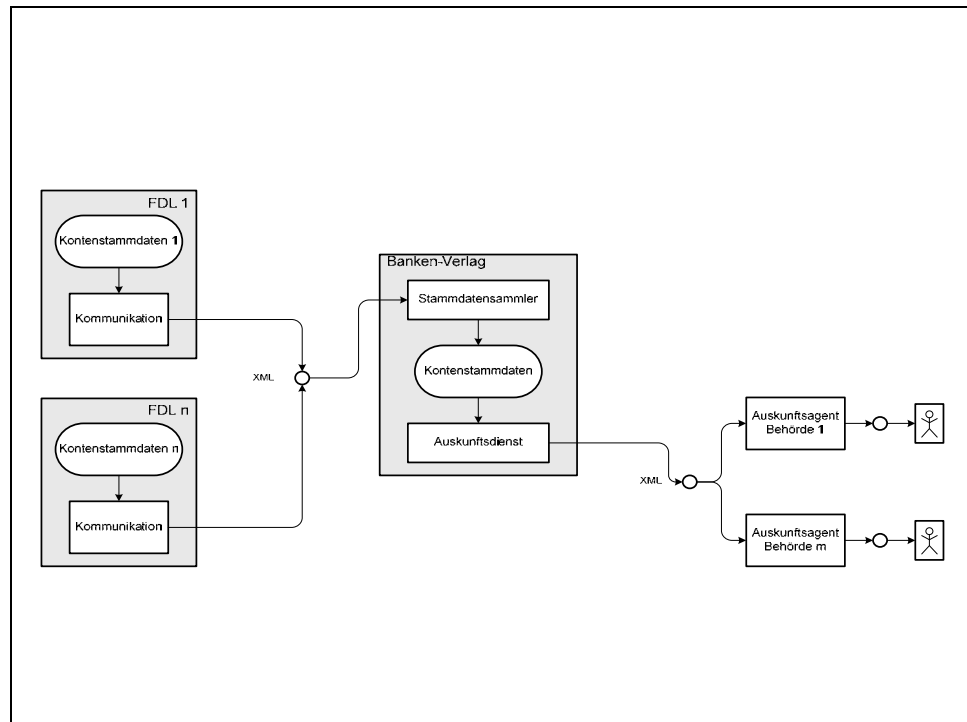 FDL 1
Kontenstammdaten 1
Kommunikation
XML
FDL n
Kontenstammdaten n
Kommunikation
Banken-Verlag
Stammdatensammler
Kontenstammdaten
Auskunftsdienst
XML
Auskunftsagent
Behörde 1
Auskunftsagent
Behörde m